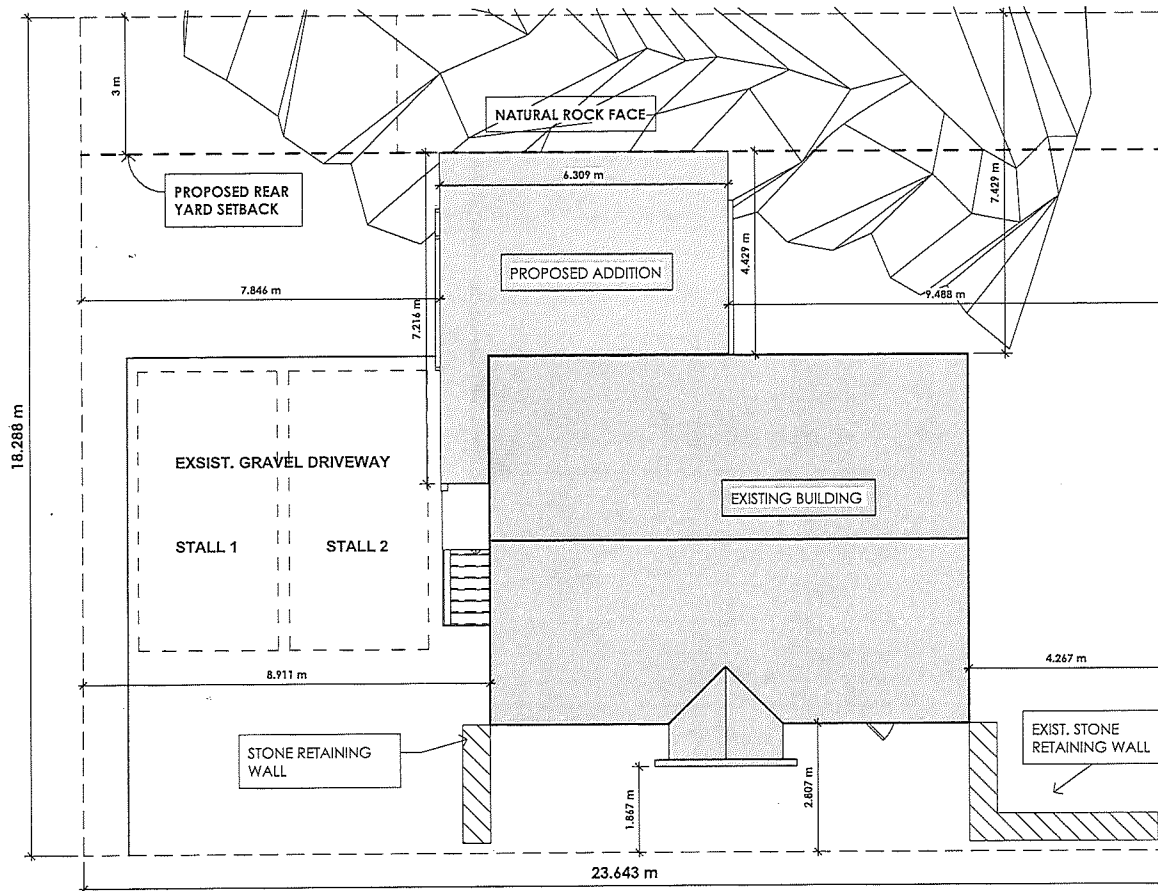 3 m
NATURAL ROCK FACE
PROPOSED REAR
YARD SETBACK
6.309 m
7.429 m
4.429 m
PROPOSED ADDITION
7.846 m
9.488 m
7.216 m
18.288 m
EXSIST. GRAVEL DRIVEWAY
EXISTING BUILDING
STALL 1
STALL 2
8.911 m
4.267 m
STONE RETAINING
WALL
EXIST. STONE
RETAINING WALL
1.867 m
2.807 m
23.643 m